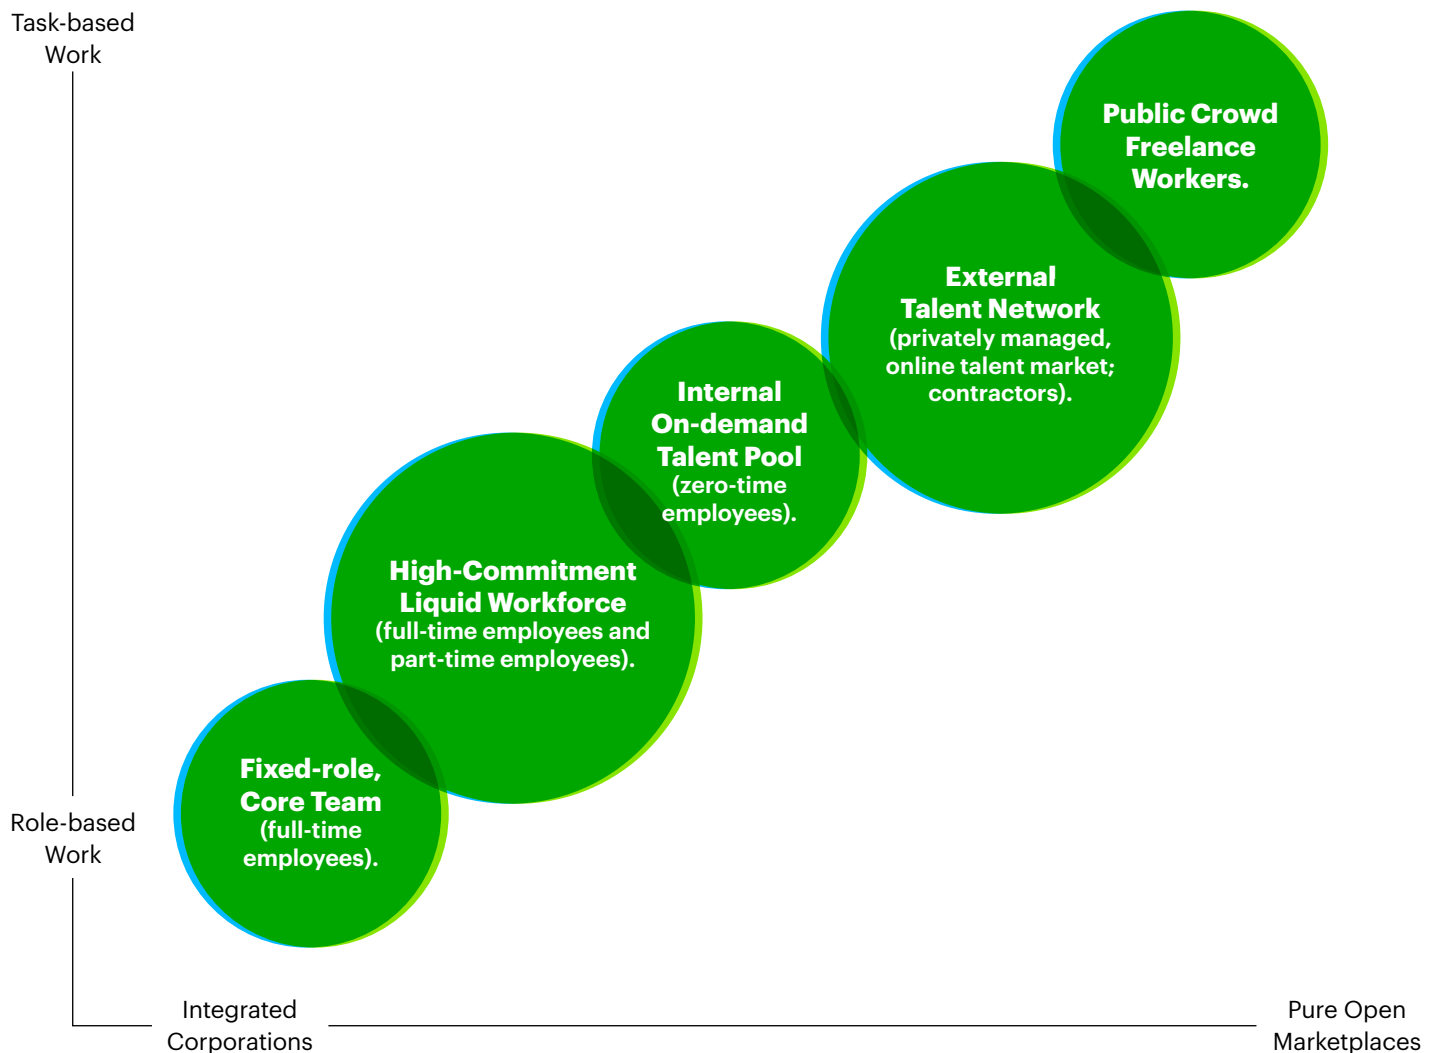 Task-based
Work
Public Crowd
Freelance
Workers.
External
Talent Network
(privately managed,
online talent market;
contractors).
Internal
On-demand
Talent Pool
(zero-time
employees).
High-Commitment
Liquid Workforce
(full-time employees and
part-time employees).
Fixed-role,
Core Team
(full-time
employees).
Role-based
Work
Integrated
Corporations
Pure Open
Marketplaces